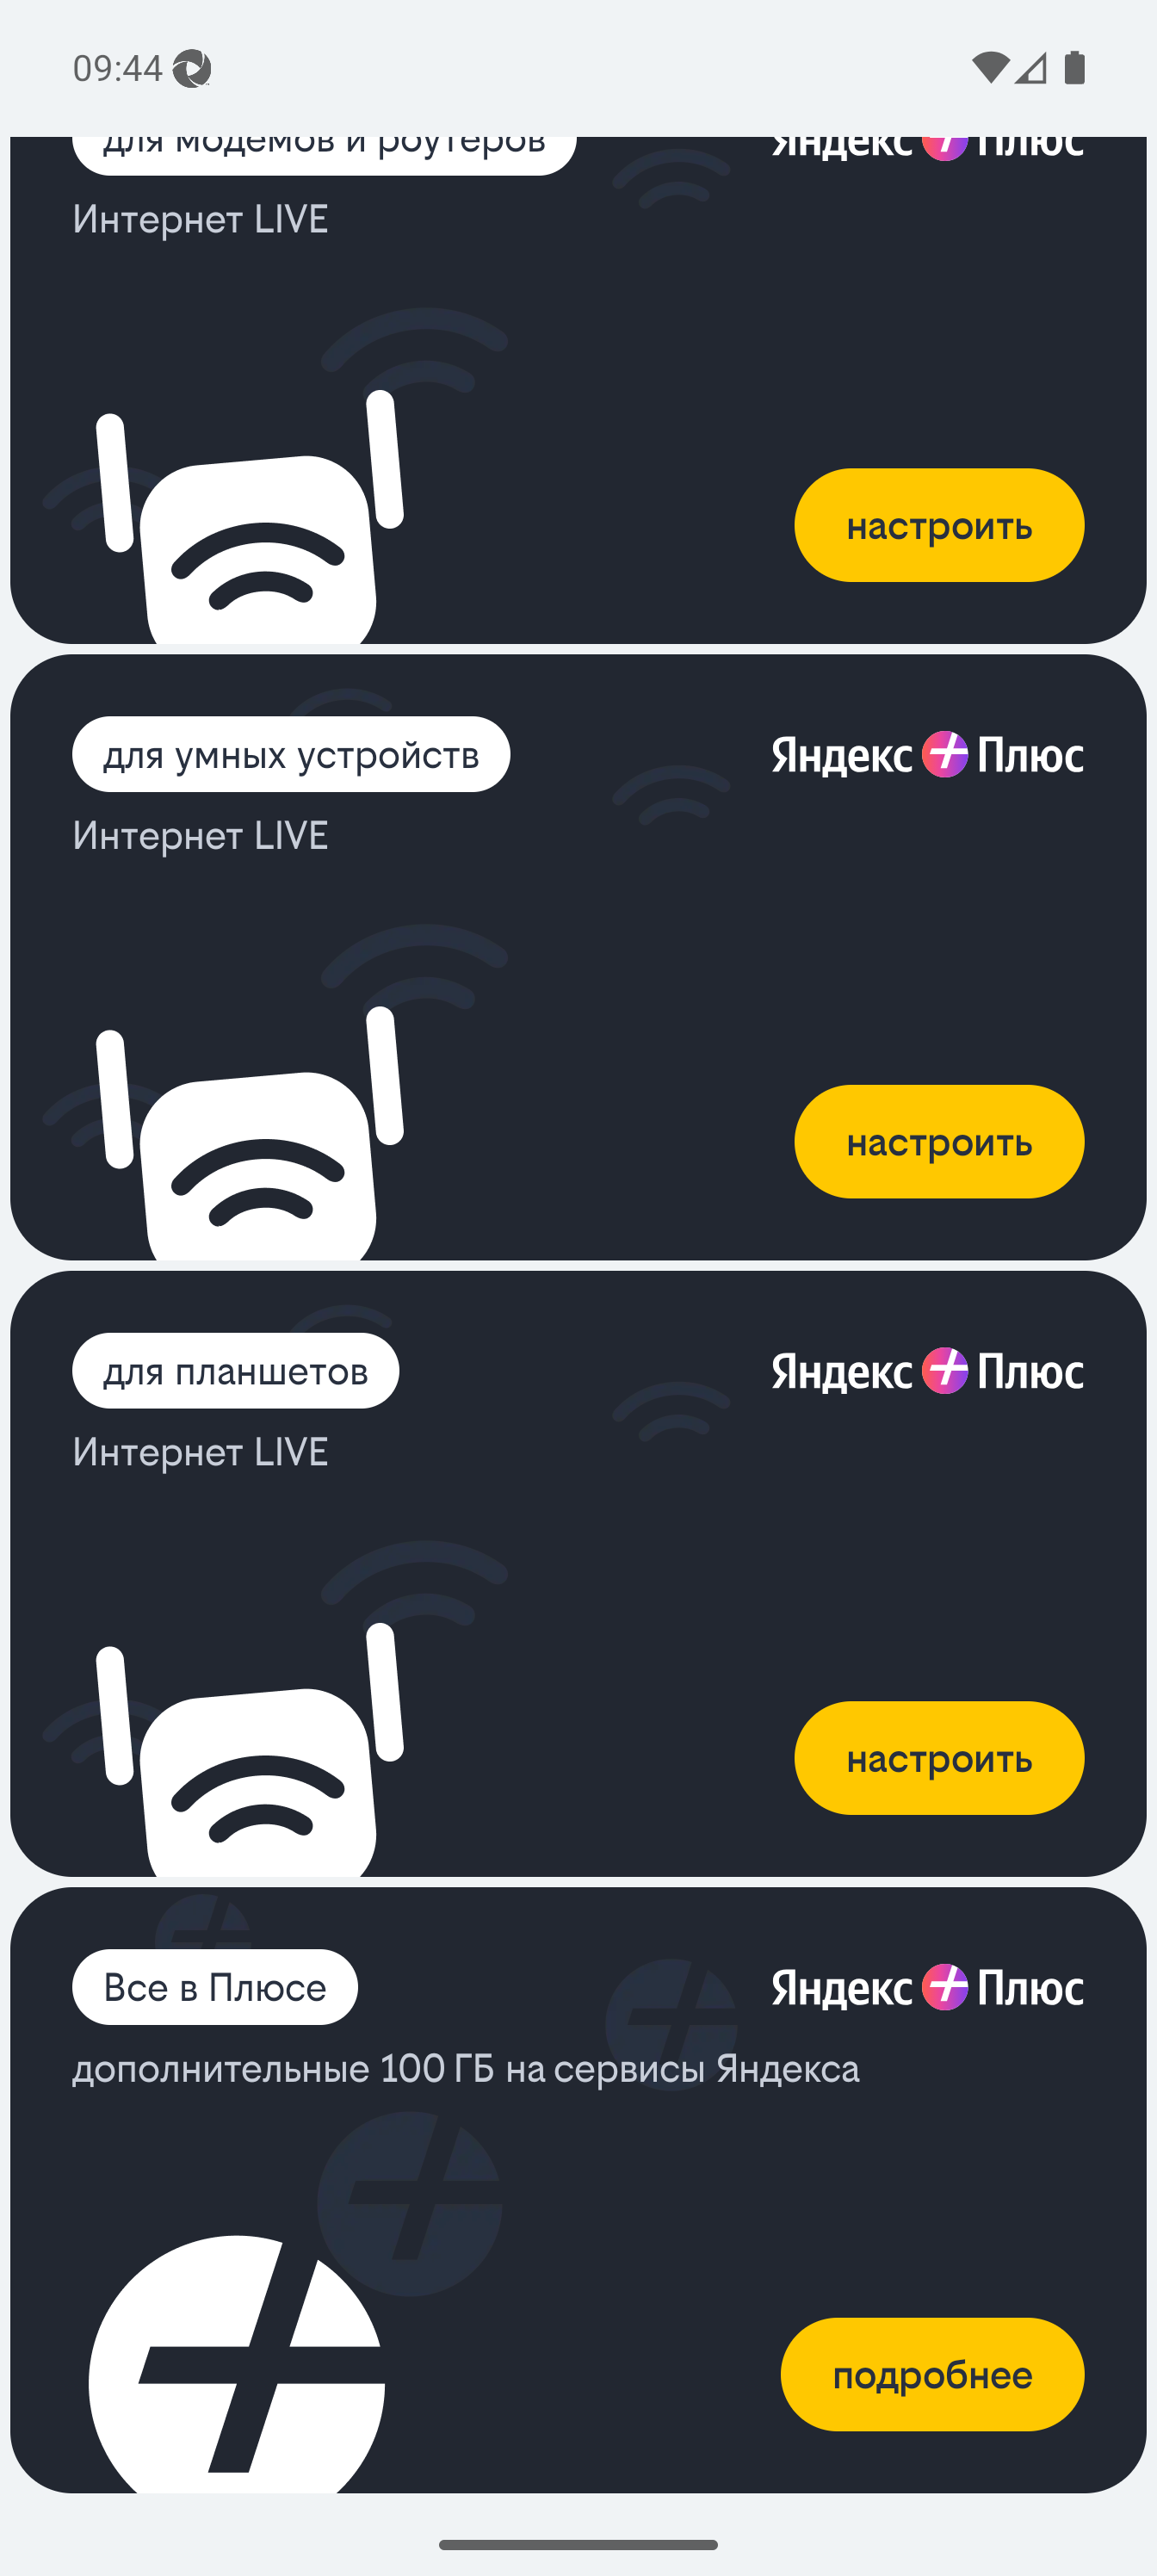 09:44
для модемов и роутеров
Яндекс Плюс
Интернет LIVE
настроить
для умных устройств
Яндекс Плюс
Интернет LIVE
настроить
для планшетов
Яндекс Плюс
Интернет LIVE
настроить
Все в Плюсе
Яндекс Плюс
дополнительные 100 ГБ на сервисы Яндекса
подробнее